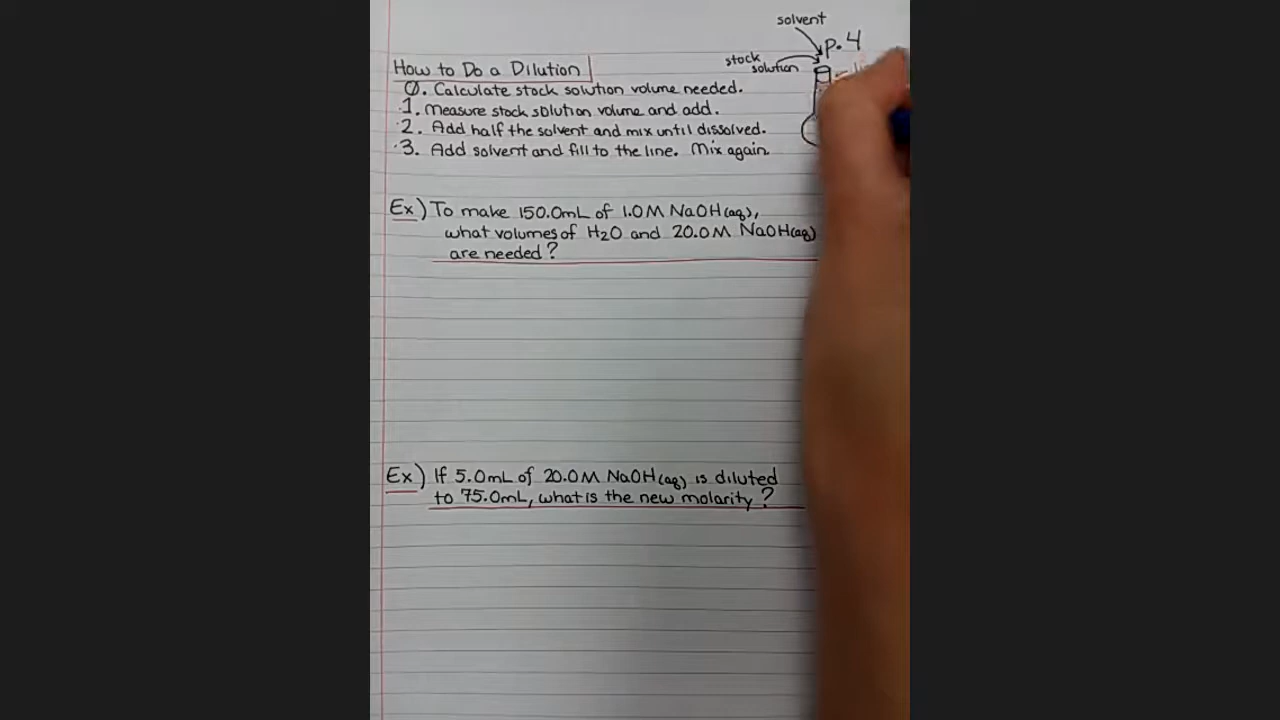 solvent
p. 4
stock
solution
How to Do a Dilution
0. Calculate stock solution volume needed.
1. Measure stock solution volume and add.
2. Add half the solvent and mix until dissolved.
3. Add solvent and fill to the line. Mix again.
Ex) To make 150.0mL of 1.0M NaOH(aq),
what volumes of H2O and 20.0M NaOH(aq)
are needed?
Ex) If 5.0mL of 20.0M NaOH(aq) is diluted
to 75.0mL, what is the new molarity?